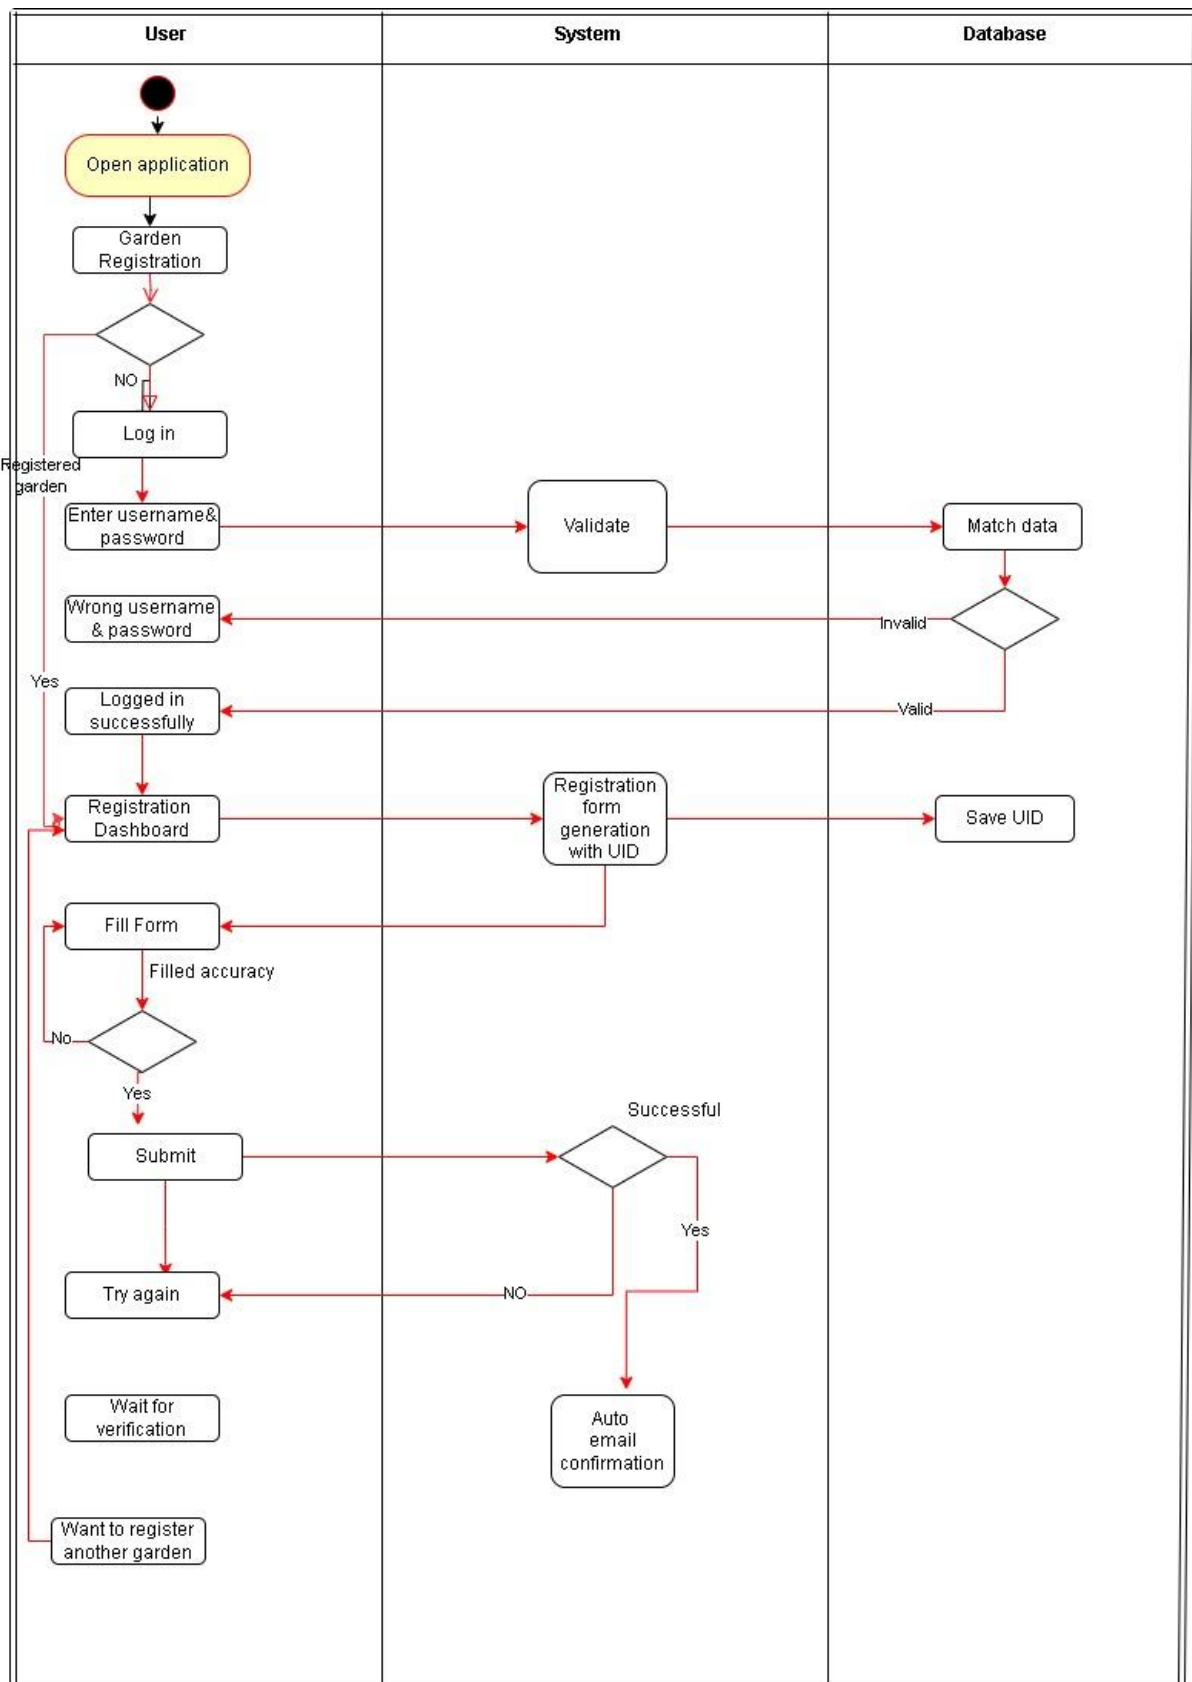 User
System
Database
Open application
Garden
Registration
NO
Log in
Registered
garden
Enter username&
password
Validate
Match data
Wrong username
& password
Invalid
Yes
Logged in
successfully
Valid
Registration
Dashboard
Registration
form
generation
with UID
Save UID
Fill Form
Filled accuracy
No
Yes
Successful
Submit
Yes
Try again
NO
Wait for
verification
Auto
email
confirmation
Want to register
another garden